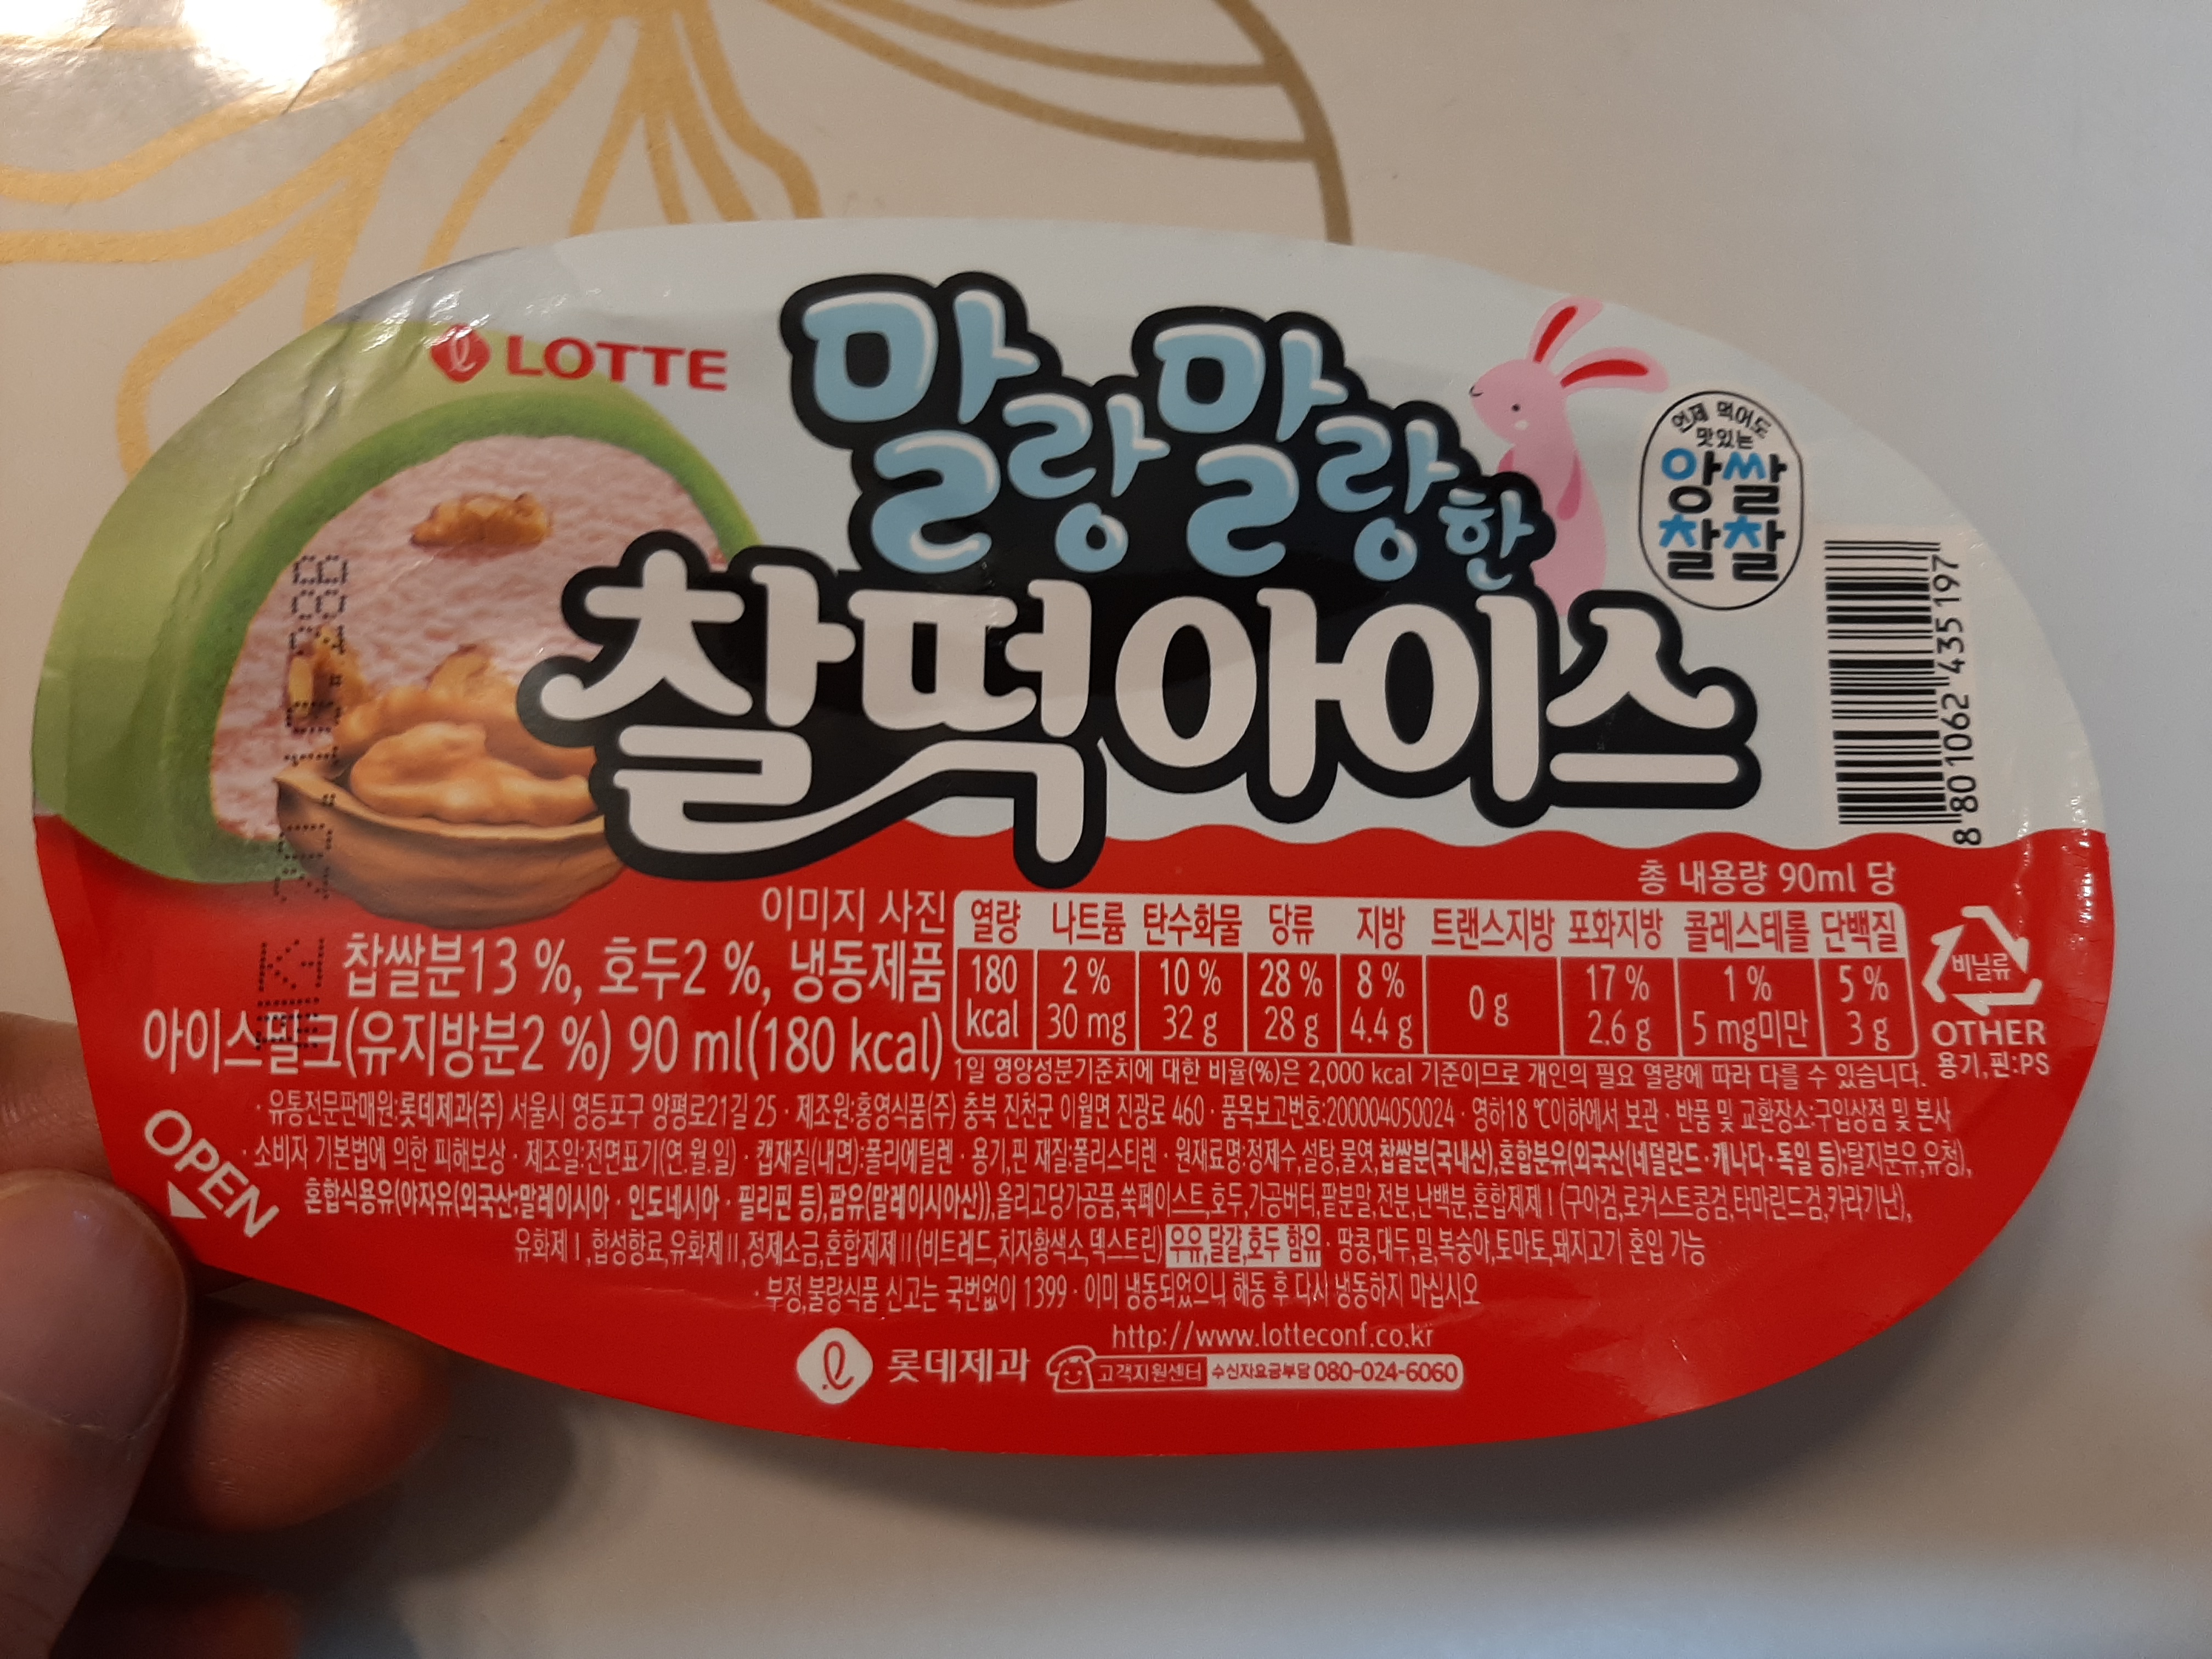 LOTTE
말랑말랑한
찰떡아이스
언제 먹어도
맛있는
앙쌀
찰찰
8 801062 435197
이미지 사진
찹쌀분13 %, 호두2 %, 냉동제품
아이스밀크(유지방분2 %) 90 ml(180 kcal)
총 내용량 90ml 당
열량 나트륨 탄수화물 당류 지방 트랜스지방 포화지방 콜레스테롤 단백질
180 kcal 2 % 30 mg 10 % 32 g 28 % 28 g 8 % 4.4 g 0 g 17 % 2.6 g 1 % 5 mg미만 5 % 3 g
1일 영양성분기준치에 대한 비율(%)은 2,000 kcal 기준이므로 개인의 필요 열량에 따라 다를 수 있습니다.
비닐류
OTHER
용기,핀:PS
OPEN
· 유통전문판매원:롯데제과(주) 서울시 영등포구 양평로21길 25 · 제조원:홍영식품(주) 충북 진천군 이월면 진광로 460 · 품목보고번호:200004050024 · 영하18 ℃이하에서 보관 · 반품 및 교환장소:구입상점 및 본사
· 소비자 기본법에 의한 피해보상 · 제조일:전면표기(연.월.일) · 캡재질(내면):폴리에틸렌 · 용기,핀 재질:폴리스티렌 · 원재료명:정제수,설탕,물엿,찹쌀분(국내산),혼합분유(외국산(네덜란드·캐나다·독일 등);탈지분유,유청),
혼합식용유(야자유(외국산;말레이시아 · 인도네시아 · 필리핀 등),팜유(말레이시아산)),올리고당가공품,쑥페이스트,호두,가공버터,팥분말,전분,난백분,혼합제제Ⅰ(구아검,로커스트콩검,타마린드검,카라기난),
유화제Ⅰ,합성향료,유화제Ⅱ,정제소금,혼합제제Ⅱ(비트레드,치자황색소,덱스트린) 우유,달걀,호두 함유 · 땅콩,대두,밀,복숭아,토마토,돼지고기 혼입 가능
· 부정,불량식품 신고는 국번없이 1399 · 이미 냉동되었으니 해동 후 다시 냉동하지 마십시오
http://www.lotteconf.co.kr
롯데제과 고객지원센터 수신자요금부담 080-024-6060